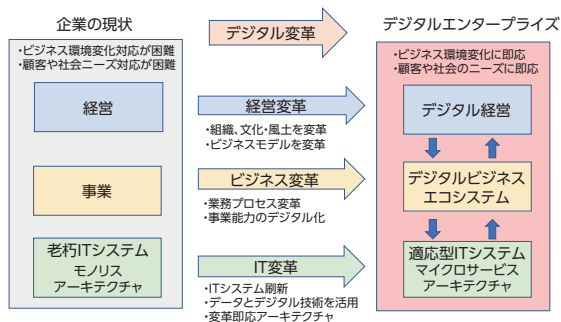 企業の現状
デジタル変革
デジタルエンタープライズ
・ビジネス環境変化対応が困難
・顧客や社会ニーズ対応が困難
・ビジネス環境変化に即応
・顧客や社会のニーズに即応
経営
経営変革
・組織、文化・風土を変革
・ビジネスモデルを変革
デジタル経営
事業
ビジネス変革
・業務プロセス変革
・事業能力のデジタル化
デジタルビジネス
エコシステム
老朽ITシステム
モノリス
アーキテクチャ
IT変革
・ITシステム刷新
・データとデジタル技術を活用
・変革即応アーキテクチャ
適応型ITシステム
マイクロサービス
アーキテクチャ